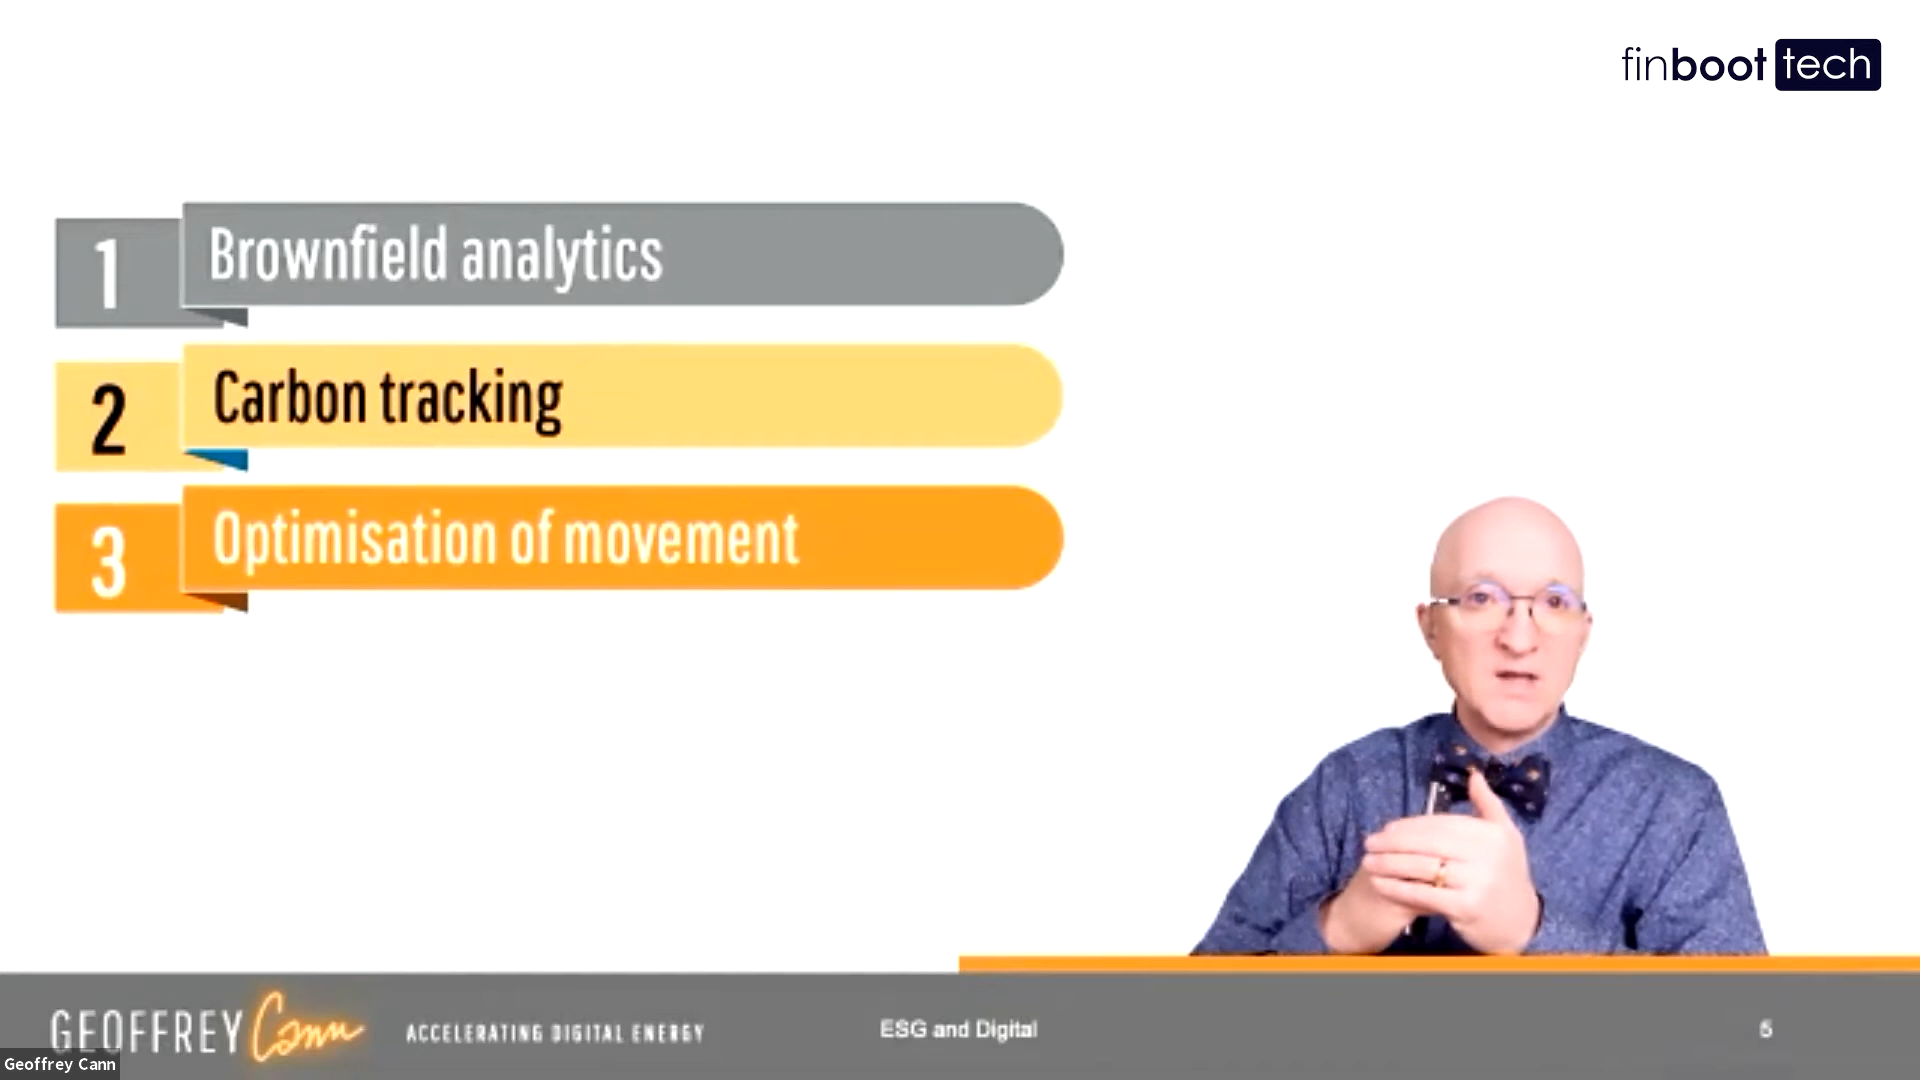 finboot tech
1 Brownfield analytics
2 Carbon tracking
3 Optimisation of movement
GEOFFREY Cann ACCELERATING DIGITAL ENERGY ESG and Digital 5
Geoffrey Cann